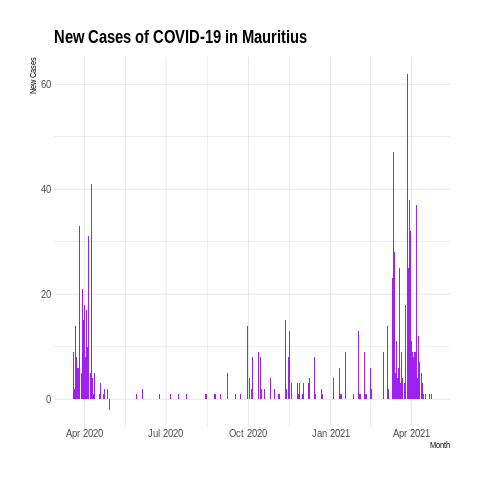 New Cases of COVID-19 in Mauritius
New Cases
60
40
20
0
Apr 2020 Jul 2020 Oct 2020 Jan 2021 Apr 2021
Month